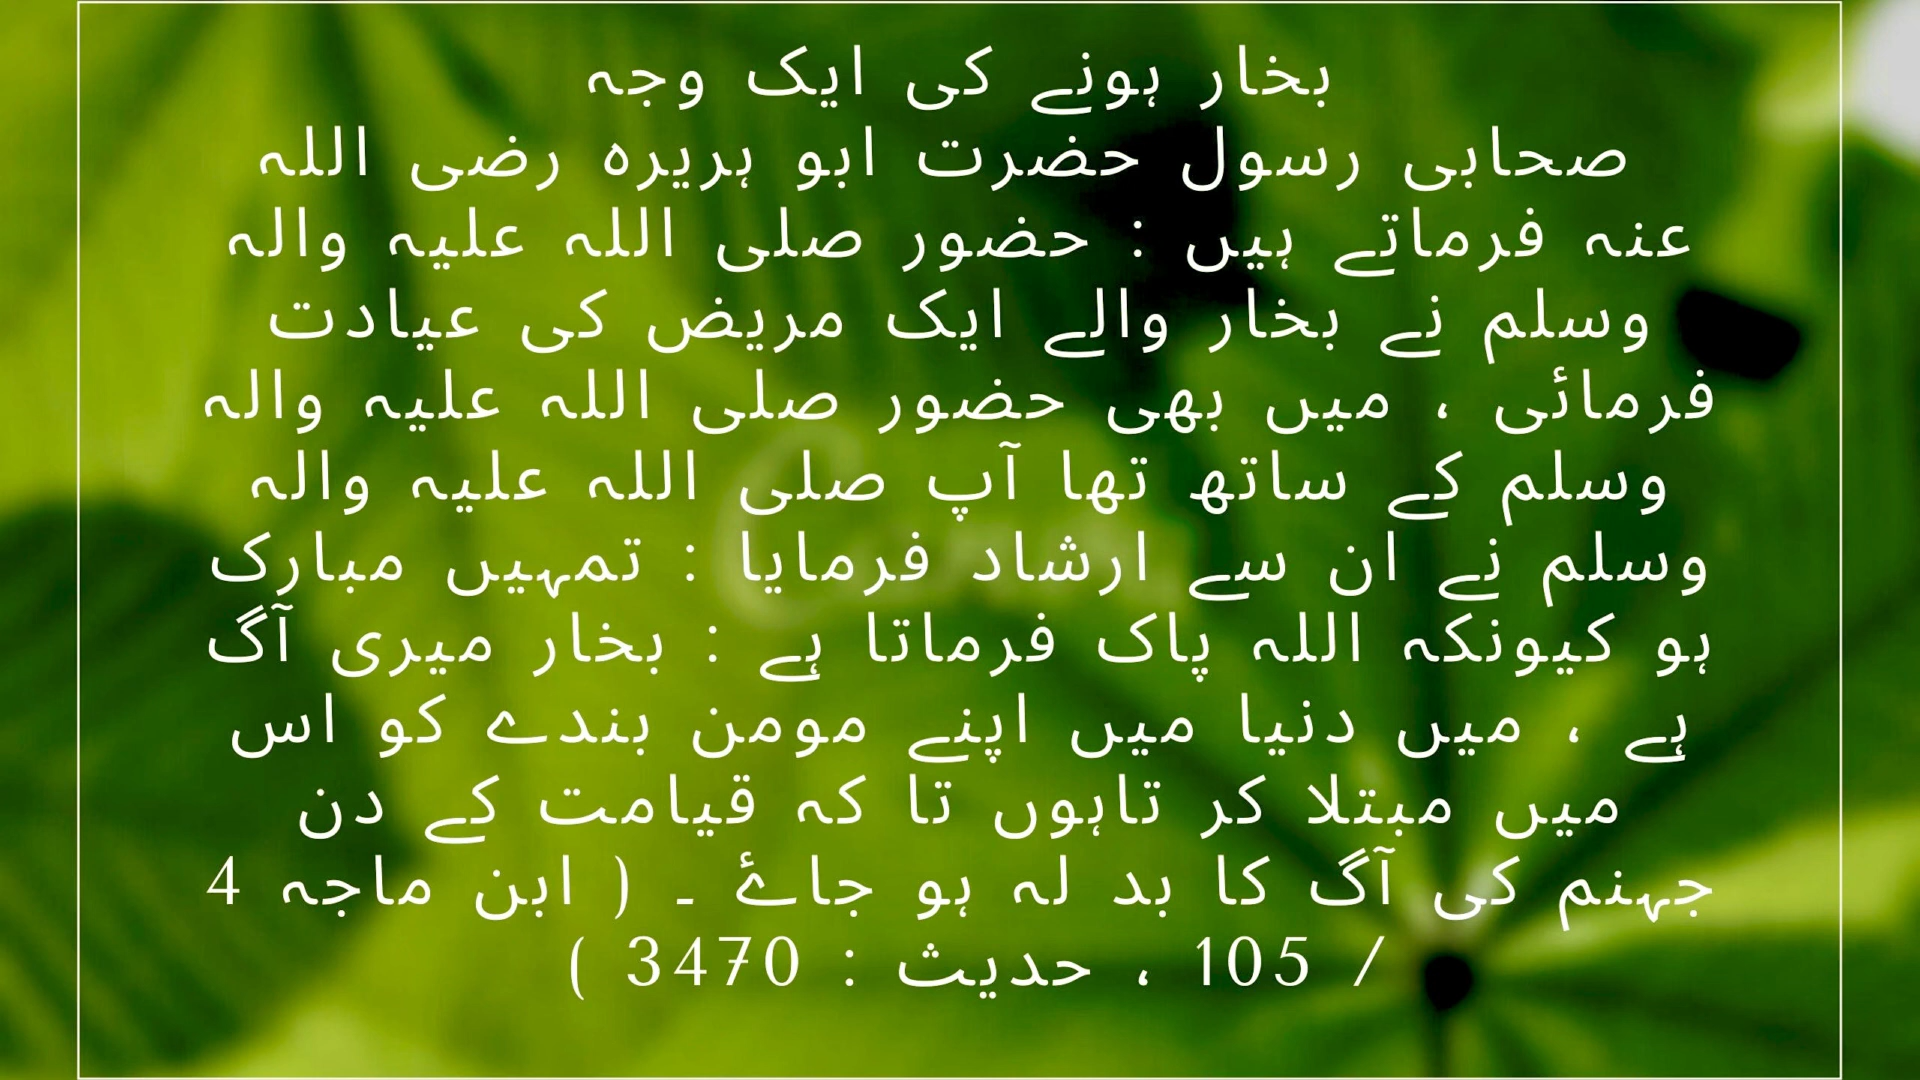 بخار ہونے کی ایک وجہ
صحابی رسول حضرت ابو ہریرہ رضی اللہ
عنہ فرماتے ہیں : حضور صلی اللہ علیہ والہ
وسلم نے بخار والے ایک مریض کی عیادت
فرمائی ، میں بھی حضور صلی اللہ علیہ والہ
وسلم کے ساتھ تھا آپ صلی اللہ علیہ والہ
وسلم نے ان سے ارشاد فرمایا : تمہیں مبارک
ہو کیونکہ اللہ پاک فرماتا ہے : بخار میری آگ
ہے ، میں دنیا میں اپنے مومن بندے کو اس
میں مبتلا کر تاہوں تا کہ قیامت کے دن
جہنم کی آگ کا بد لہ ہو جاۓ ۔ ( ابن ماجہ 4
/ 105 ، حدیث : 3470 )
Canva